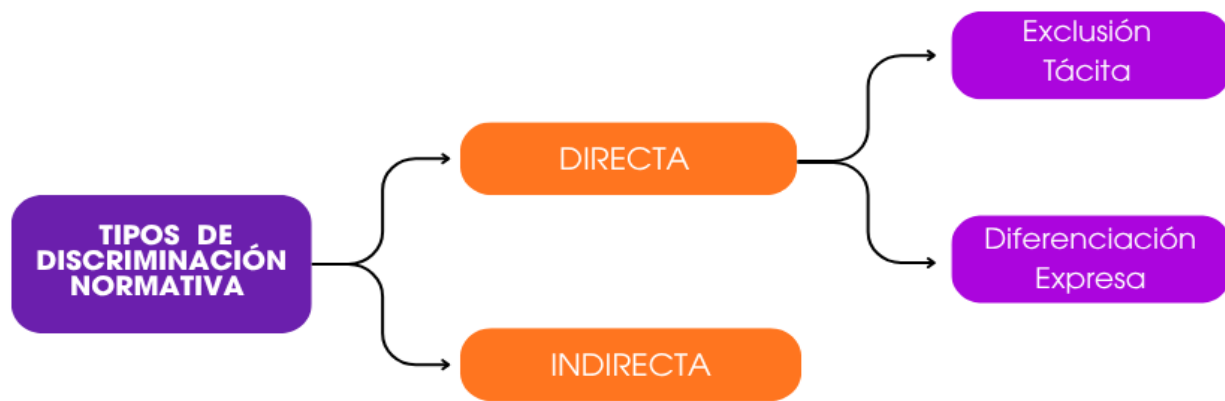 TIPOS DE
DISCRIMINACIÓN
NORMATIVA
DIRECTA
INDIRECTA
Exclusión
Tácita
Diferenciación
Expresa